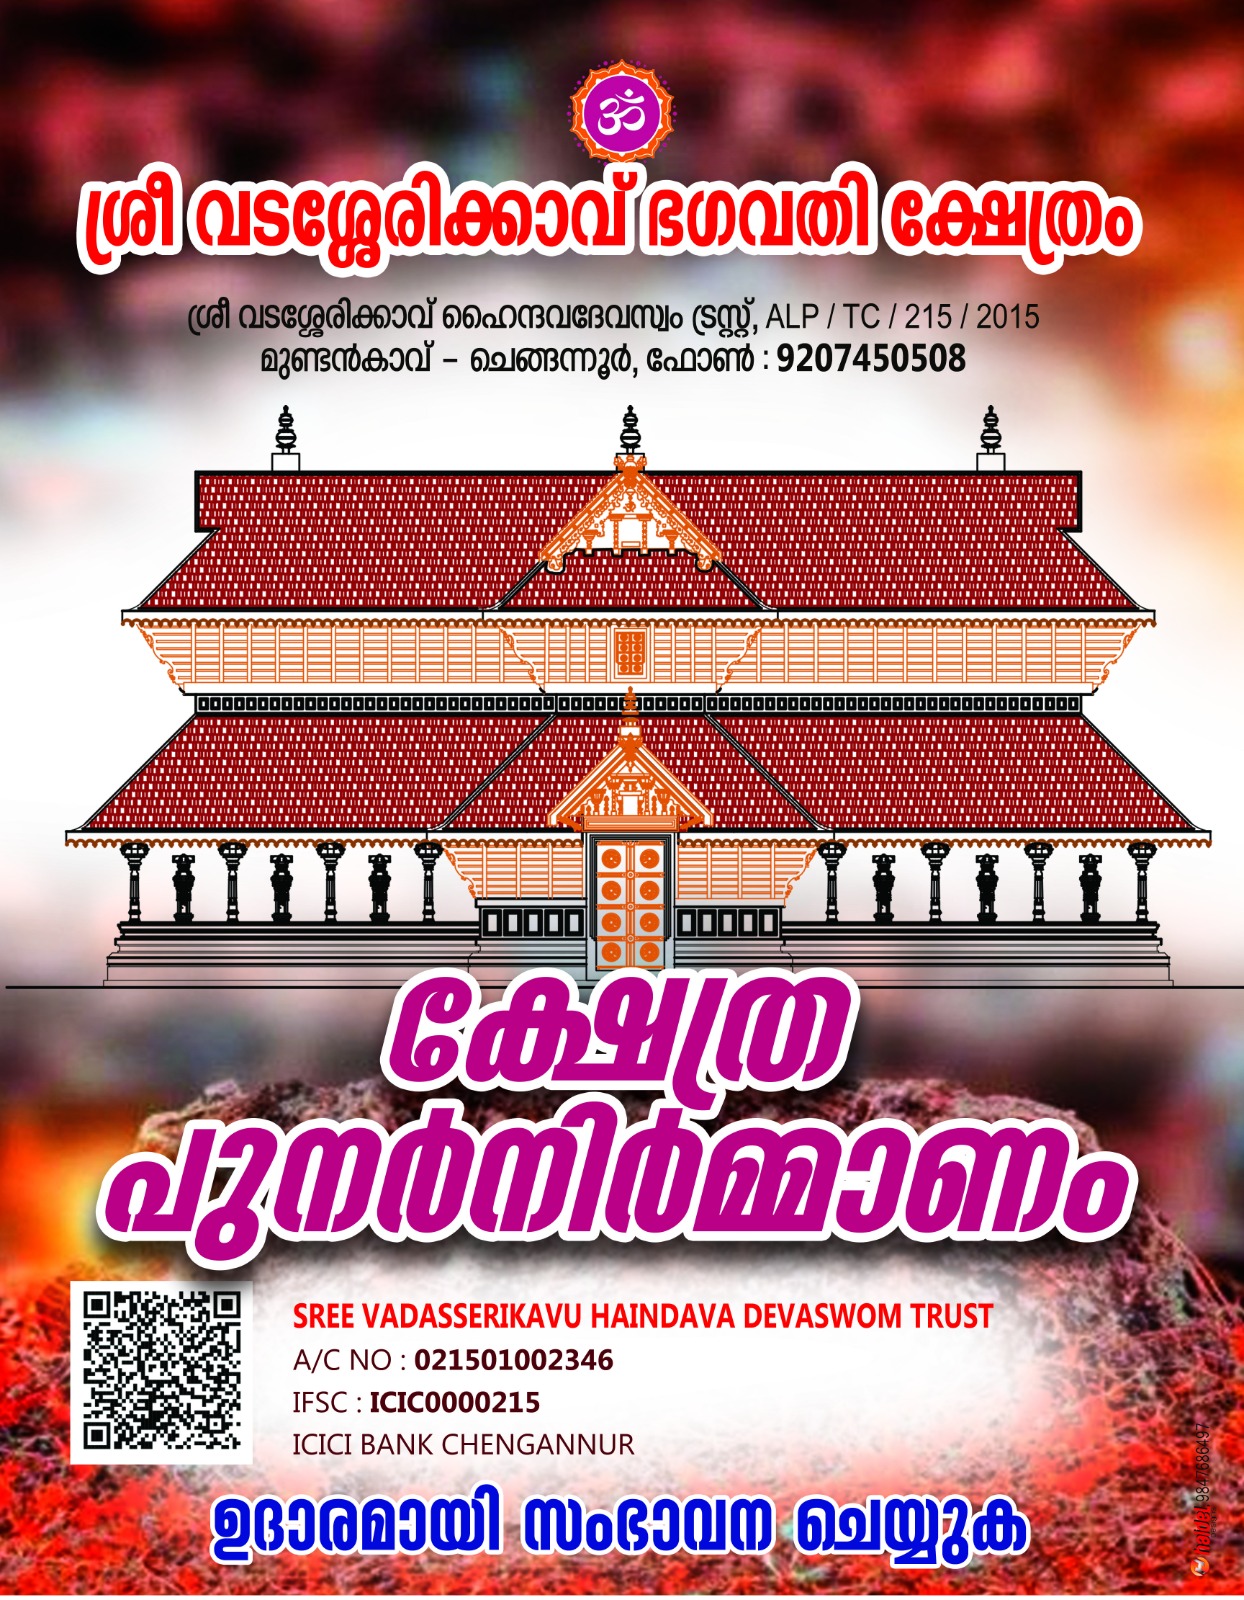 ॐ
ശ്രീ വടശ്ശേരിക്കാവ് ഭഗവതി ക്ഷേത്രം
ശ്രീ വടശ്ശേരിക്കാവ് ഹൈന്ദവദേവസ്വം ട്രസ്റ്റ്, ALP / TC / 215 / 2015
മുണ്ടൻകാവ് – ചെങ്ങന്നൂർ, ഫോൺ : 9207450508
ക്ഷേത്ര
പുനർനിർമ്മാണം
SREE VADASSERIKAVU HAINDAVA DEVASWOM TRUST
A/C NO : 021501002346
IFSC : ICIC0000215
ICICI BANK CHENGANNUR
ഉദാരമായി സംഭാവന ചെയ്യുക
9847686497